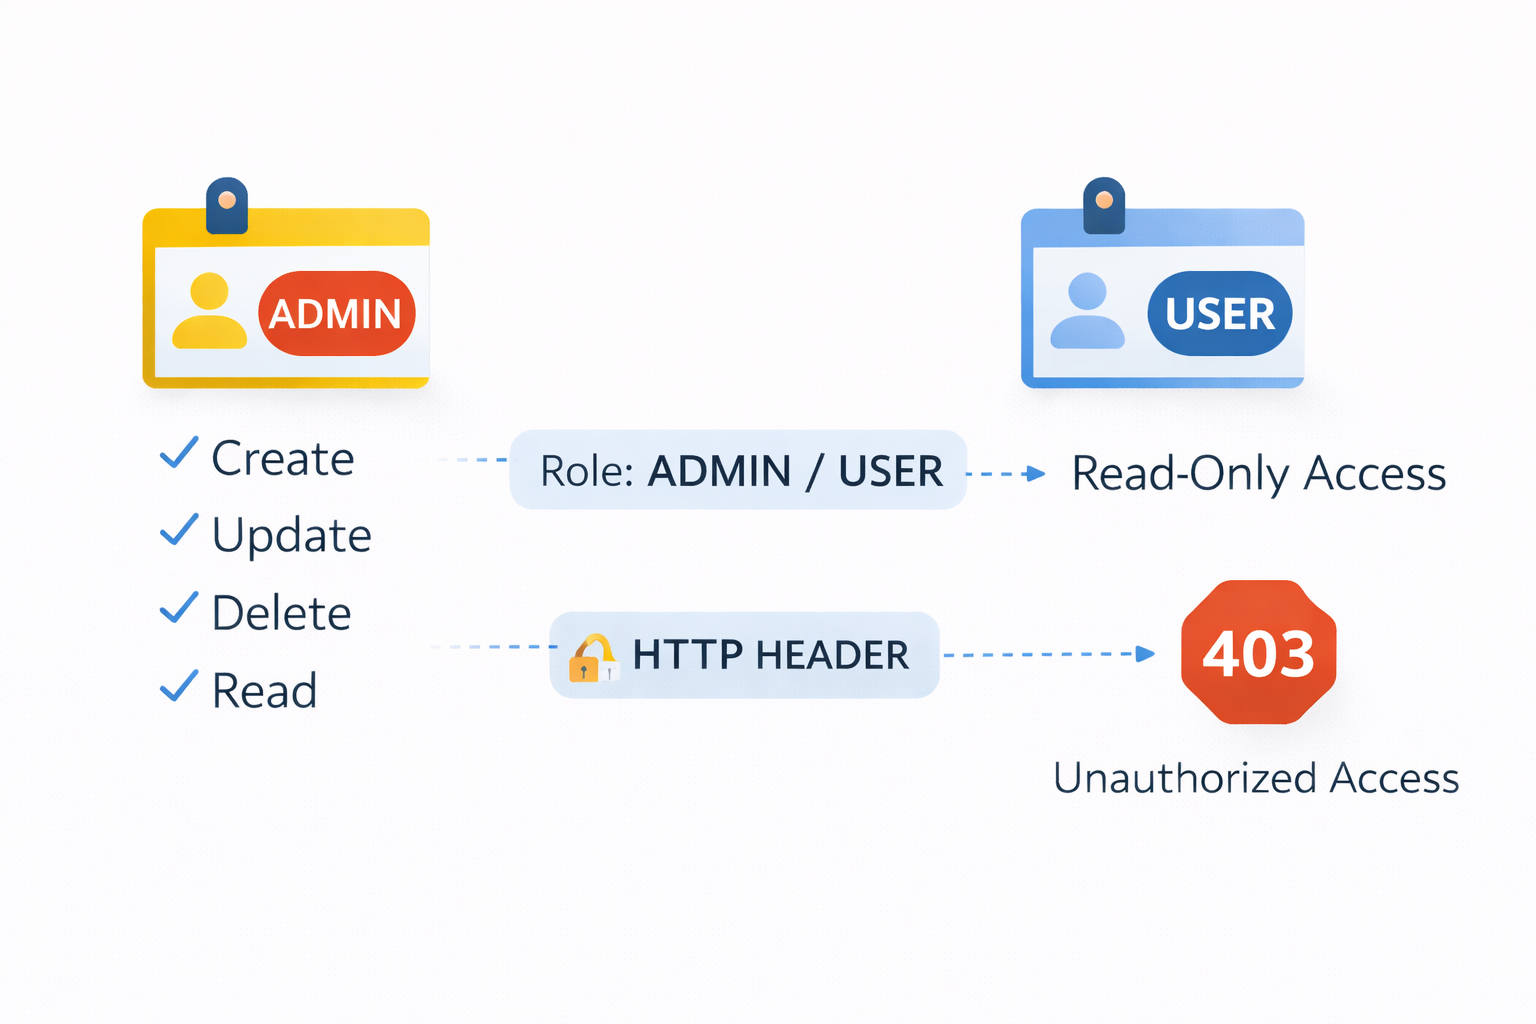 ADMIN
USER
Create
Update
Delete
Read
Role: ADMIN / USER
HTTP HEADER
Read-Only Access
403
Unauthorized Access